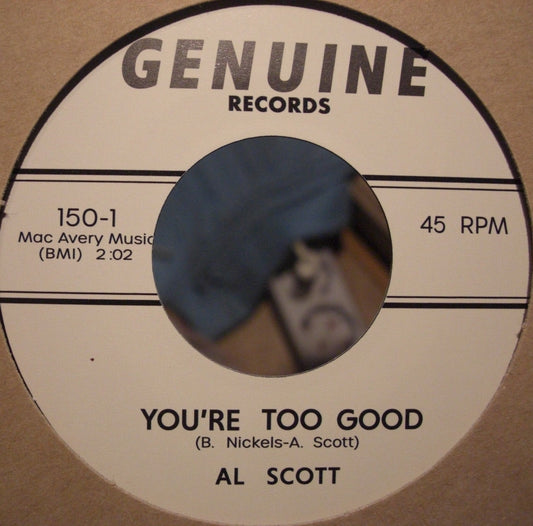 GENUINE
RECORDS
150-1
Mac Avery Music
(BMI) 2:02
45 RPM
YOU'RE TOO GOOD
(B. Nickels-A. Scott)
AL SCOTT